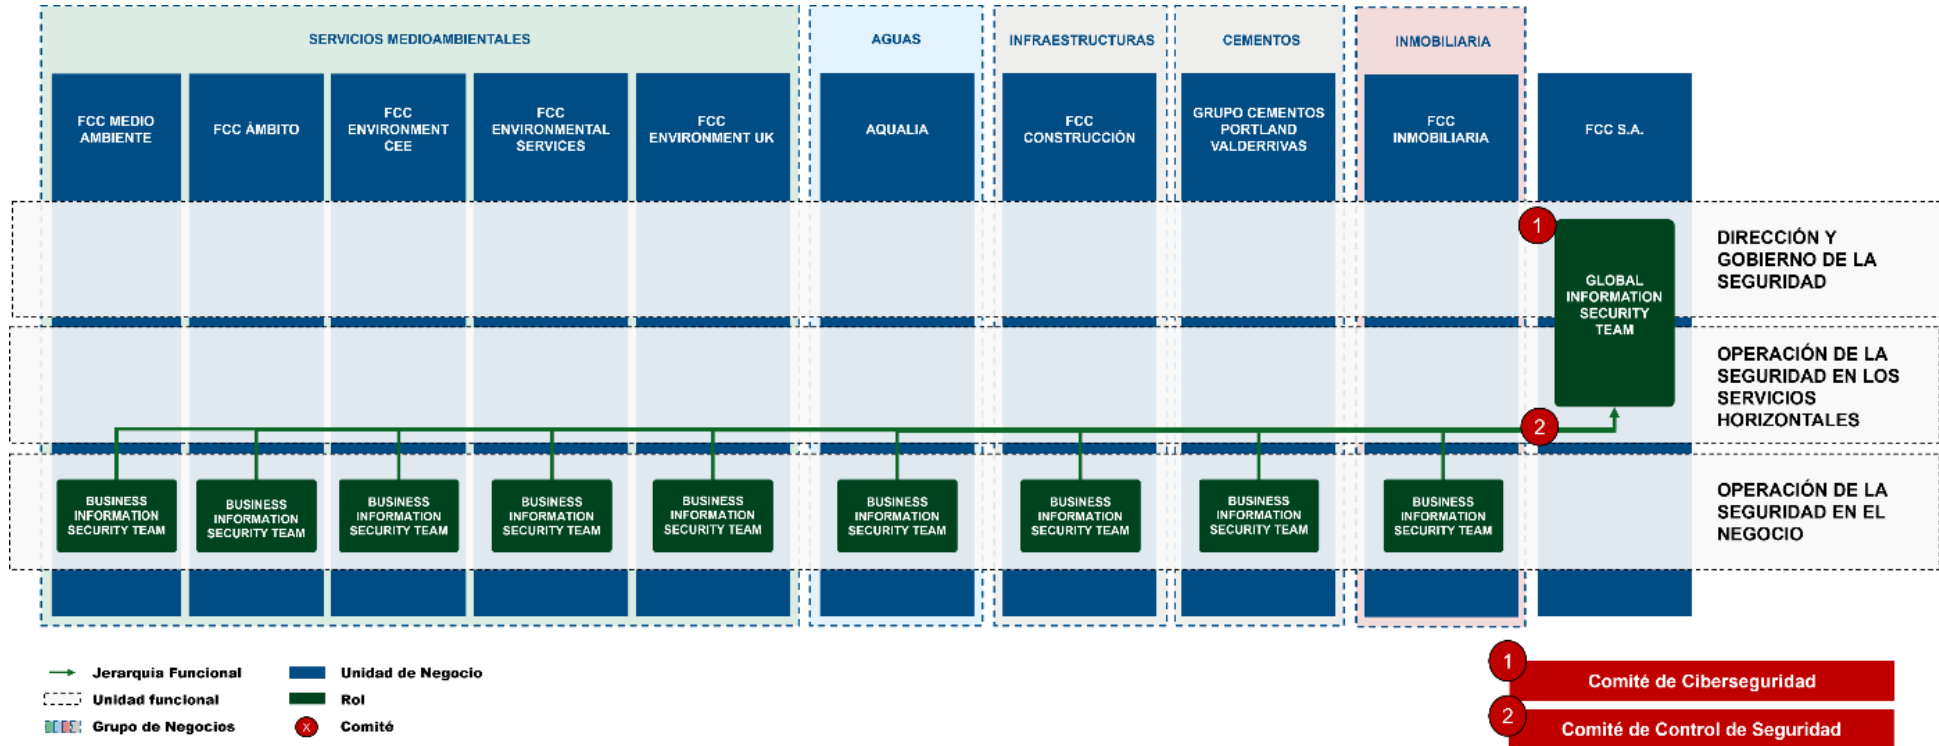 SERVICIOS MEDIOAMBIENTALES
AGUAS
INFRAESTRUCTURAS
CEMENTOS
INMOBILIARIA
FCC MEDIO
AMBIENTE
FCC ÁMBITO
FCC
ENVIRONMENT
CEE
FCC
ENVIRONMENTAL
SERVICES
FCC
ENVIRONMENT UK
AQUALIA
FCC
CONSTRUCCIÓN
GRUPO CEMENTOS
PORTLAND
VALDERRIVAS
FCC
INMOBILIARIA
FCC S.A.
1
GLOBAL
INFORMATION
SECURITY
TEAM
DIRECCIÓN Y
GOBIERNO DE LA
SEGURIDAD
OPERACIÓN DE LA
SEGURIDAD EN LOS
SERVICIOS
HORIZONTALES
2
BUSINESS
INFORMATION
SECURITY TEAM
BUSINESS
INFORMATION
SECURITY TEAM
BUSINESS
INFORMATION
SECURITY TEAM
BUSINESS
INFORMATION
SECURITY TEAM
BUSINESS
INFORMATION
SECURITY TEAM
BUSINESS
INFORMATION
SECURITY TEAM
BUSINESS
INFORMATION
SECURITY TEAM
BUSINESS
INFORMATION
SECURITY TEAM
BUSINESS
INFORMATION
SECURITY TEAM
OPERACIÓN DE LA
SEGURIDAD EN EL
NEGOCIO
Jerarquía Funcional
Unidad funcional
Grupo de Negocios
Unidad de Negocio
Rol
X
Comité
1
Comité de Ciberseguridad
2
Comité de Control de Seguridad